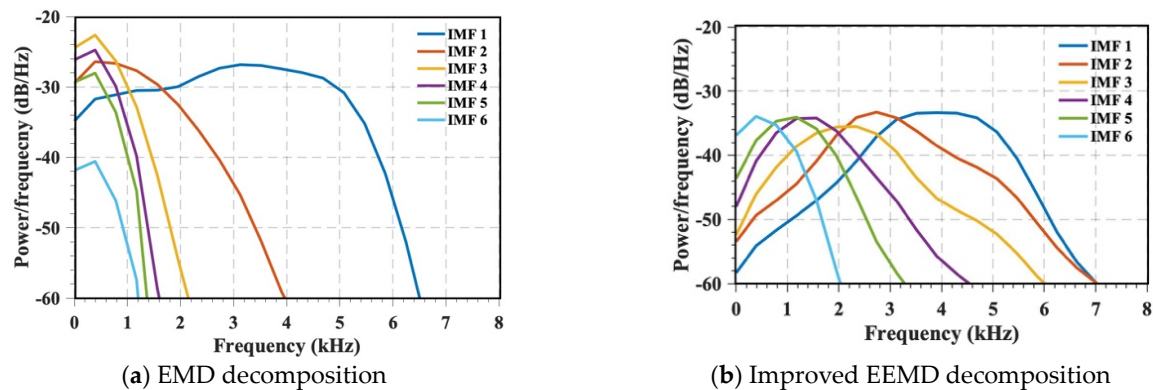 -20
-30
-40
-50
-60
Power/frequecny (dB/Hz)
IMF 1
IMF 2
IMF 3
IMF 4
IMF 5
IMF 6
0 1 2 3 4 5 6 7 8
Frequency (kHz)
(a) EMD decomposition
-20
-30
-40
-50
-60
Power/frequency (dB/Hz)
IMF 1
IMF 2
IMF 3
IMF 4
IMF 5
IMF 6
0 1 2 3 4 5 6 7 8
Frequency (kHz)
(b) Improved EEMD decomposition